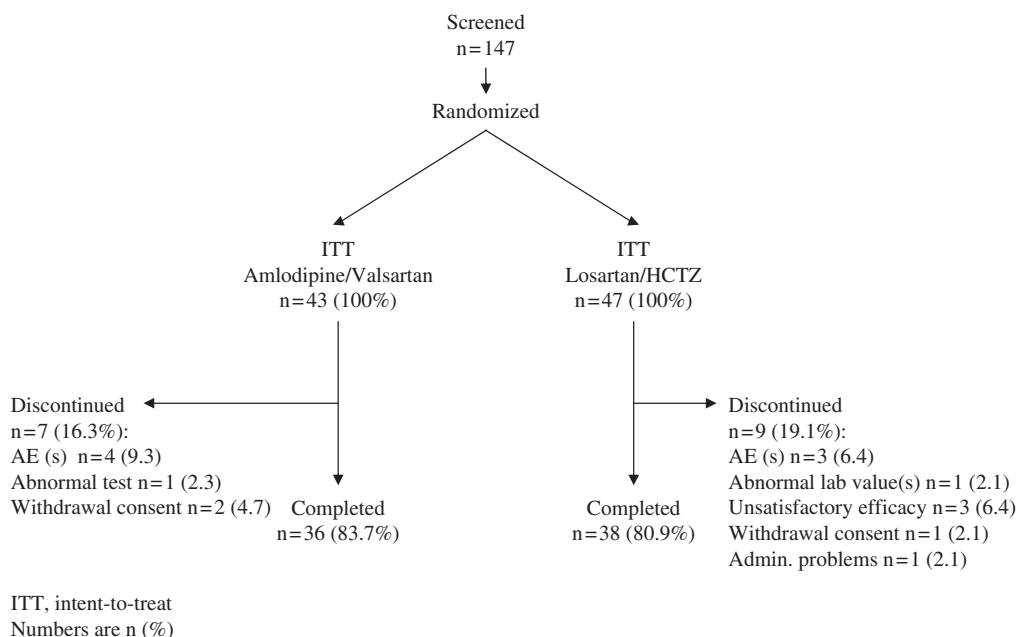 Screened
n=147
Randomized
ITT
Amlodipine/Valsartan
n=43 (100%)
ITT
Losartan/HCTZ
n=47 (100%)
Discontinued
n=7 (16.3%):
AE (s) n=4 (9.3)
Abnormal test n=1 (2.3)
Withdrawal consent n=2 (4.7)
Completed
n=36 (83.7%)
Completed
n=38 (80.9%)
Discontinued
n=9 (19.1%):
AE (s) n=3 (6.4)
Abnormal lab value(s) n=1 (2.1)
Unsatisfactory efficacy n=3 (6.4)
Withdrawal consent n=1 (2.1)
Admin. problems n=1 (2.1)
ITT, intent-to-treat
Numbers are n (%)